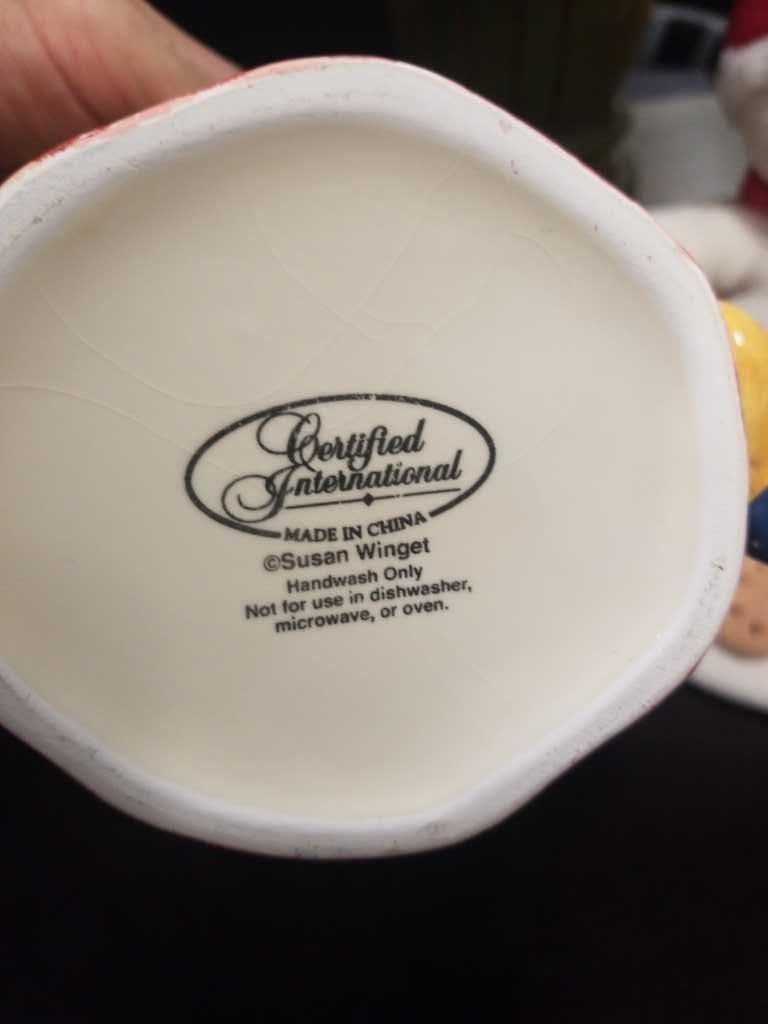 Certified
International
MADE IN CHINA
©Susan Winget
Handwash Only
Not for use in dishwasher,
microwave, or oven.